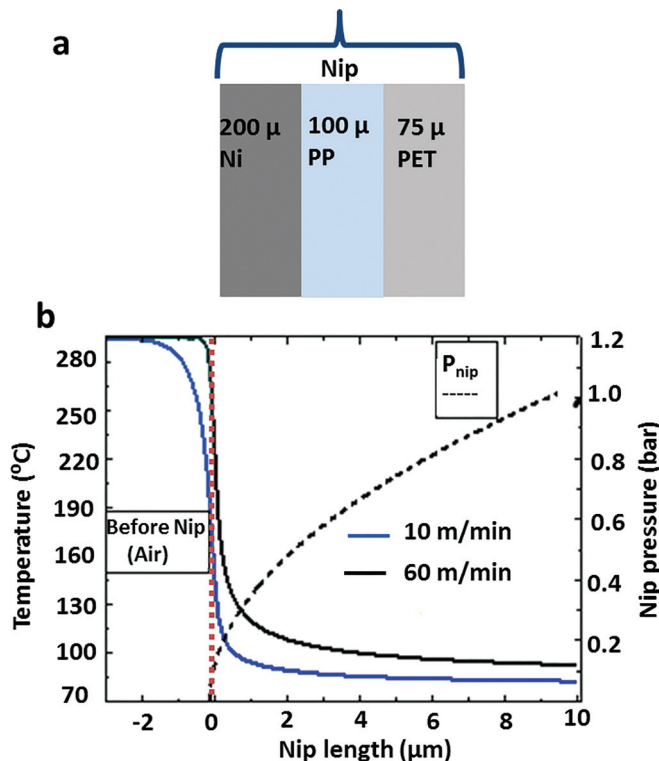 a
Nip
200 μ
Ni
100 μ
PP
75 μ
PET
b
Temperature (⁰C)
280
250
220
190
160
130
100
70
Before Nip
(Air)
P_nip
10 m/min
60 m/min
1.2
1.0
0.8
0.6
0.4
0.2
Nip pressure (bar)
-2
0
2
4
6
8
10
Nip length (μm)